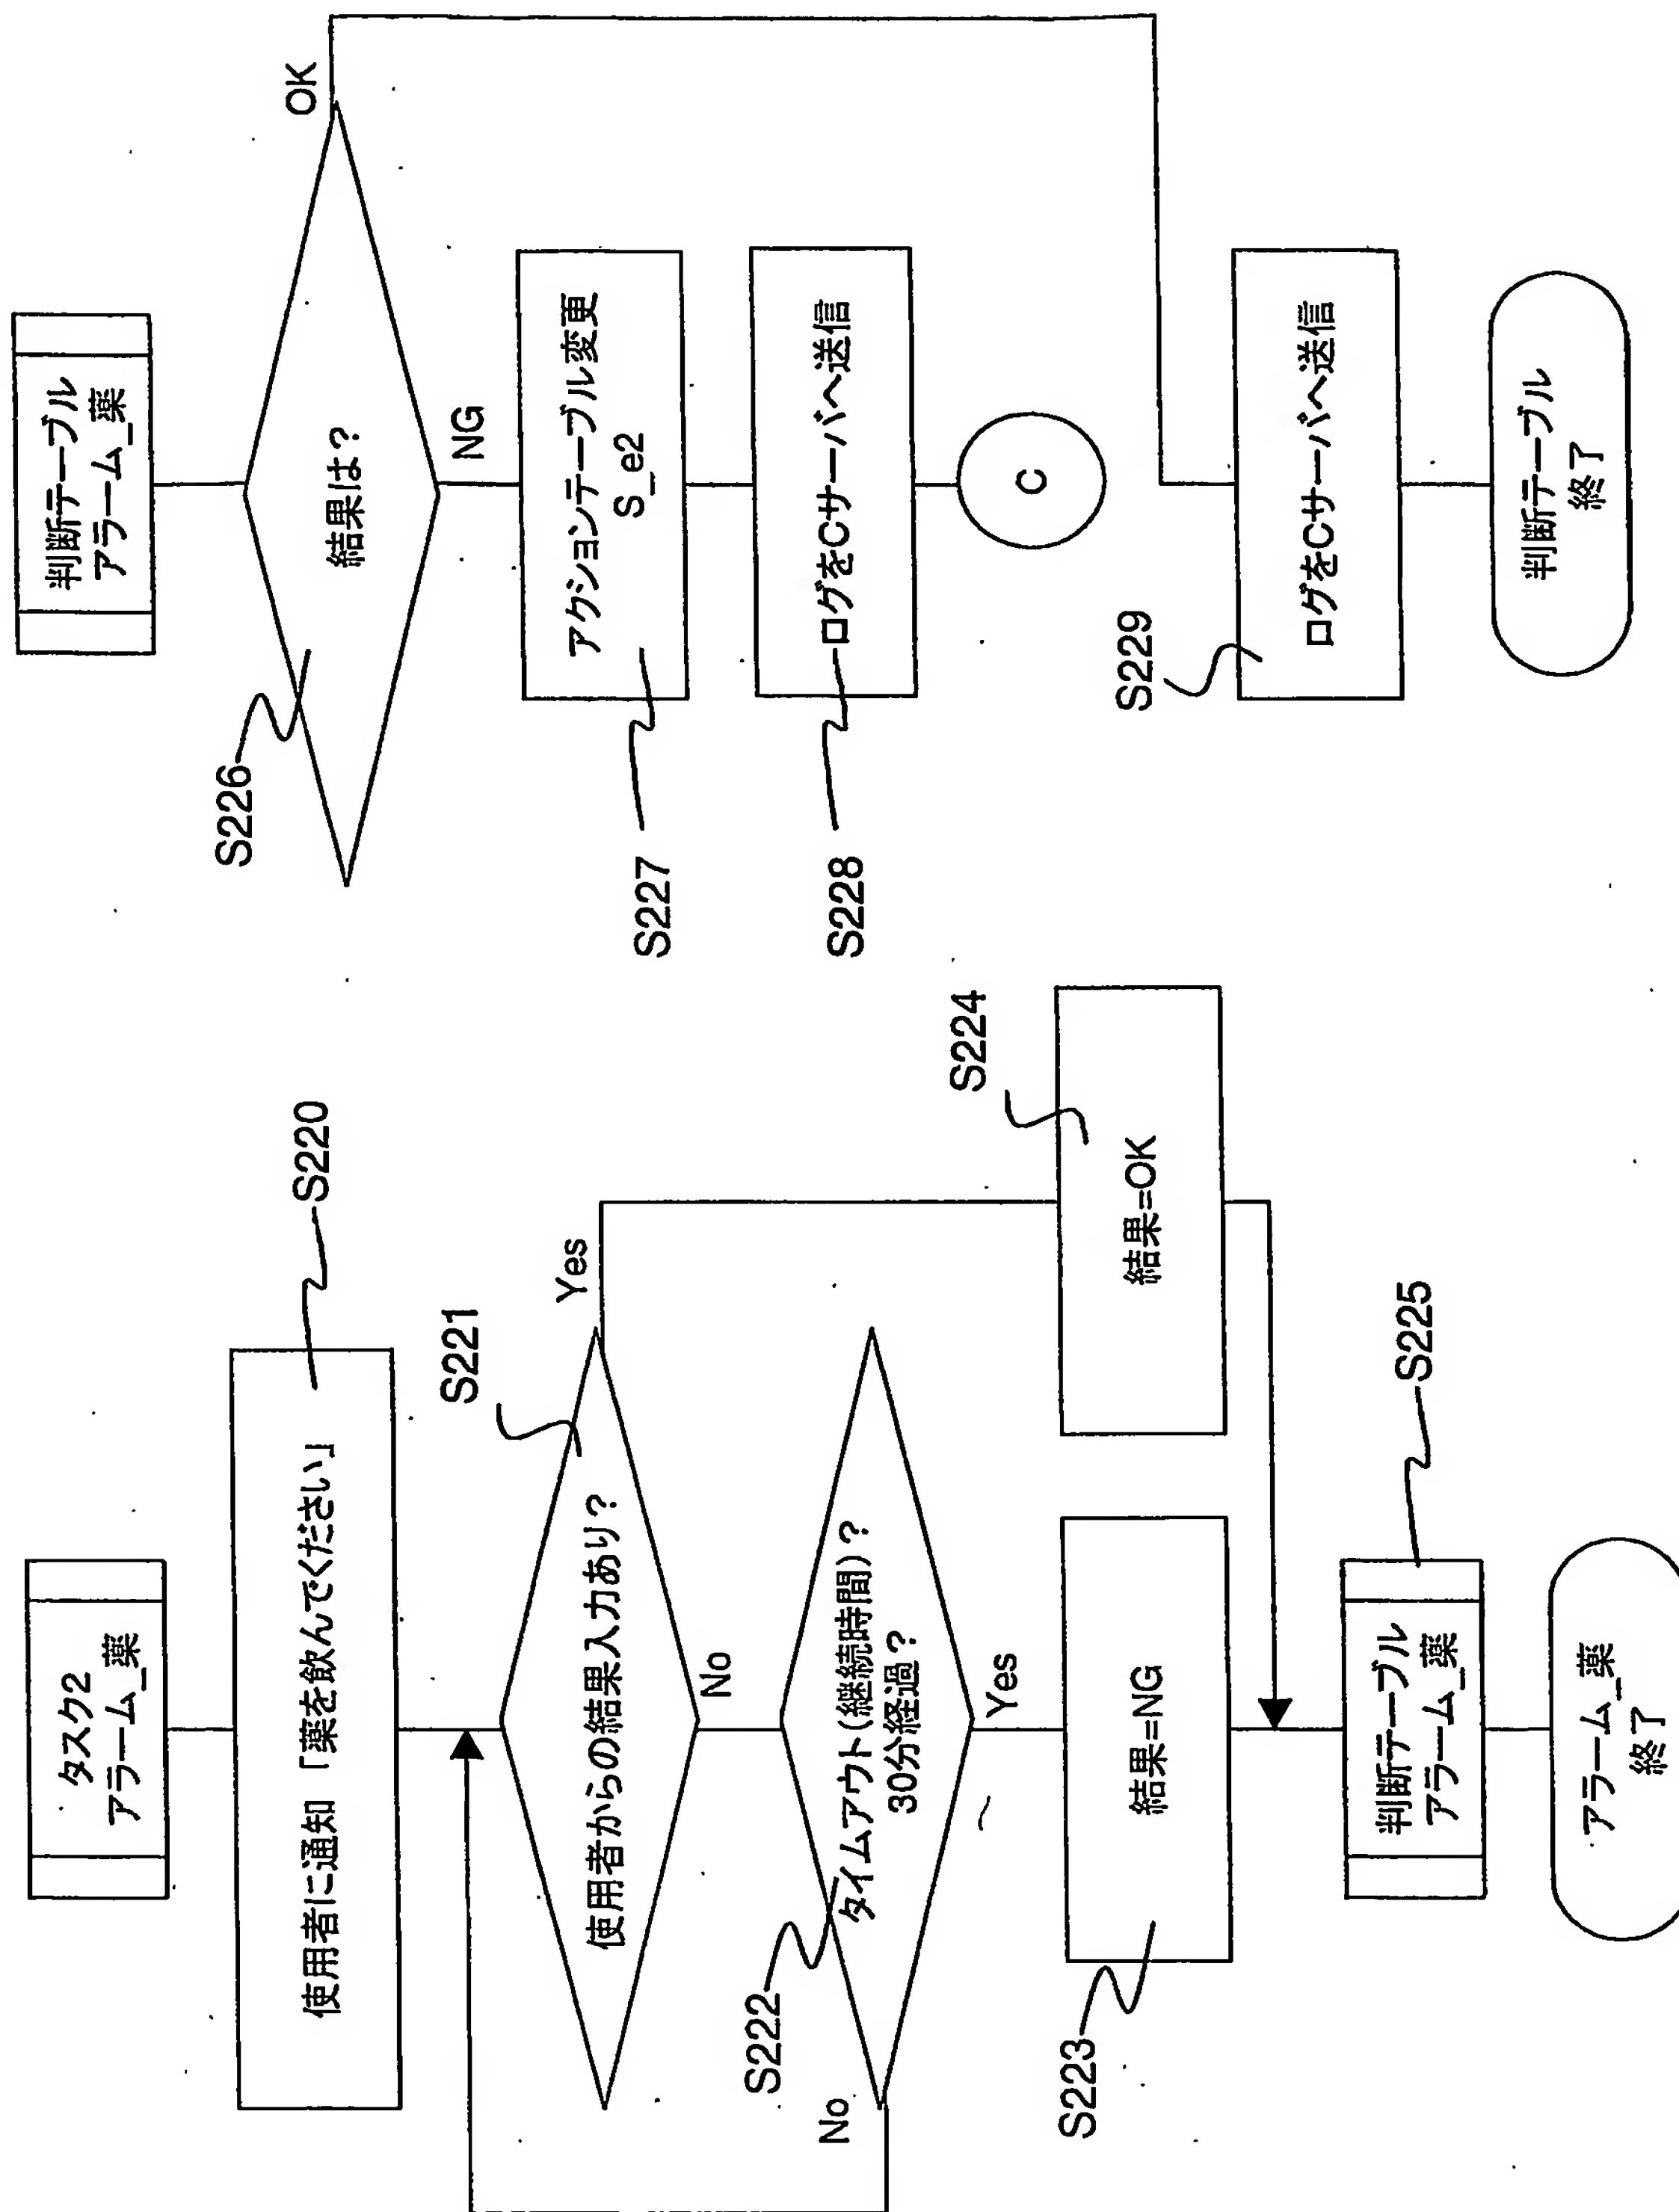 タスク2
アラーム_薬
使用者に通知「薬を飲んでください」
S220
使用者からの結果入力あり?
S221
Yes
No
タイムアウト(継続時間)?
30分経過?
S222
No
Yes
結果=NG
S223
結果=OK
S224
判断テーブル
アラーム_薬
S225
アラーム_薬
終了
判断テーブル
アラーム_薬
結果は?
S226
OK
NG
アクションテーブル変更
S_e2
S227
ログをCサーバへ送信
S228
C
ログをCサーバへ送信
S229
判断テーブル
終了